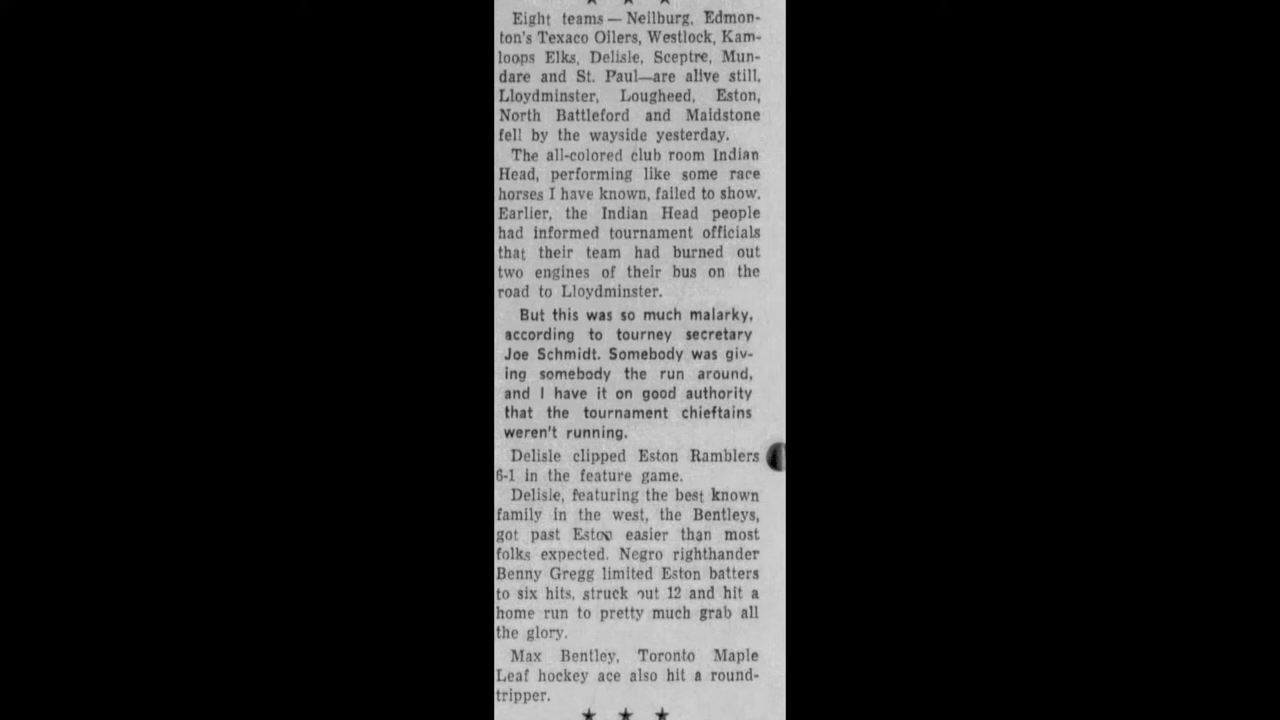 Eight teams — Neilburg, Edmon-
ton's Texaco Oilers, Westlock, Kam-
loops Elks, Delisle, Sceptre, Mun-
dare and St. Paul—are alive still,
Lloydminster, Lougheed, Eston,
North Battleford and Maidstone
fell by the wayside yesterday.
The all-colored club room Indian
Head, performing like some race
horses I have known, failed to show.
Earlier, the Indian Head people
had informed tournament officials
that their team had burned out
two engines of their bus on the
road to Lloydminster.
But this was so much malarky,
according to tourney secretary
Joe Schmidt. Somebody was giv-
ing somebody the run around,
and I have it on good authority
that the tournament chieftains
weren't running.
Delisle clipped Eston Ramblers
6-1 in the feature game.
Delisle, featuring the best known
family in the west, the Bentleys,
got past Eston easier than most
folks expected. Negro righthander
Benny Gregg limited Eston batters
to six hits, struck out 12 and hit a
home run to pretty much grab all
the glory.
Max Bentley, Toronto Maple
Leaf hockey ace also hit a round-
tripper.